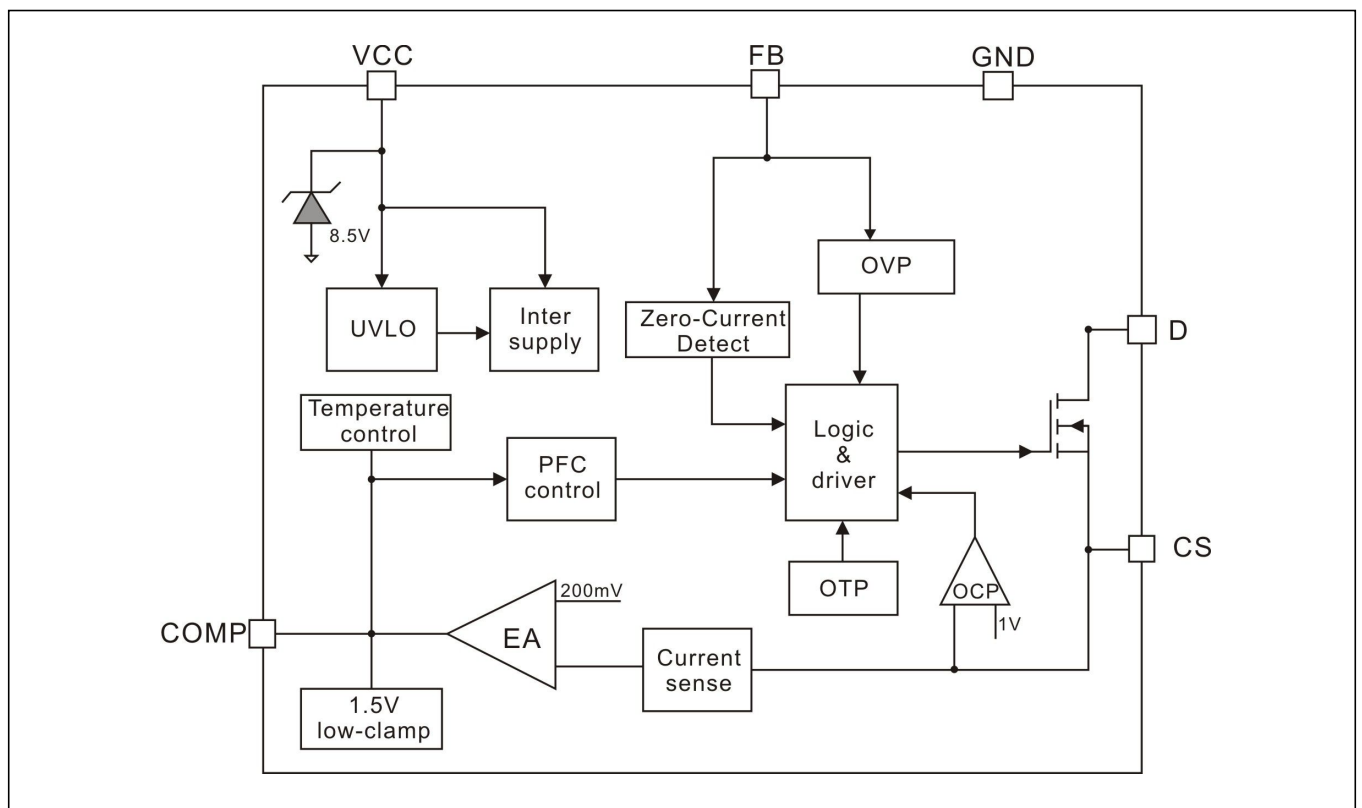 VCC
FB
GND
8.5V
OVP
UVLO
Inter
supply
Zero-Current
Detect
D
Temperature
control
Logic
&
driver
PFC
control
CS
OTP
OCP
1V
200mV
COMP
EA
Current
sense
1.5V
low-clamp